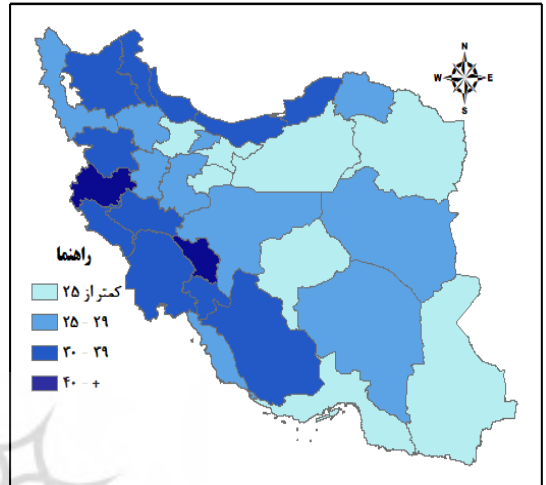 N
W E
S
راهنما
کمتر از ۲۵
۲۵ - ۲۹
۳۰ - ۳۹
۴۰ - +